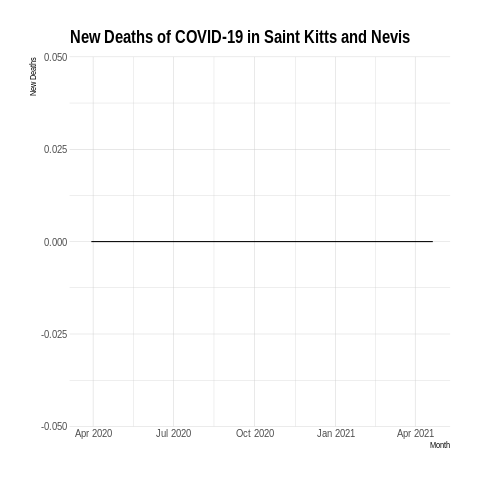 New Deaths of COVID-19 in Saint Kitts and Nevis
New Deaths
0.050
0.025
0.000
-0.025
-0.050
Apr 2020 Jul 2020 Oct 2020 Jan 2021 Apr 2021
Month